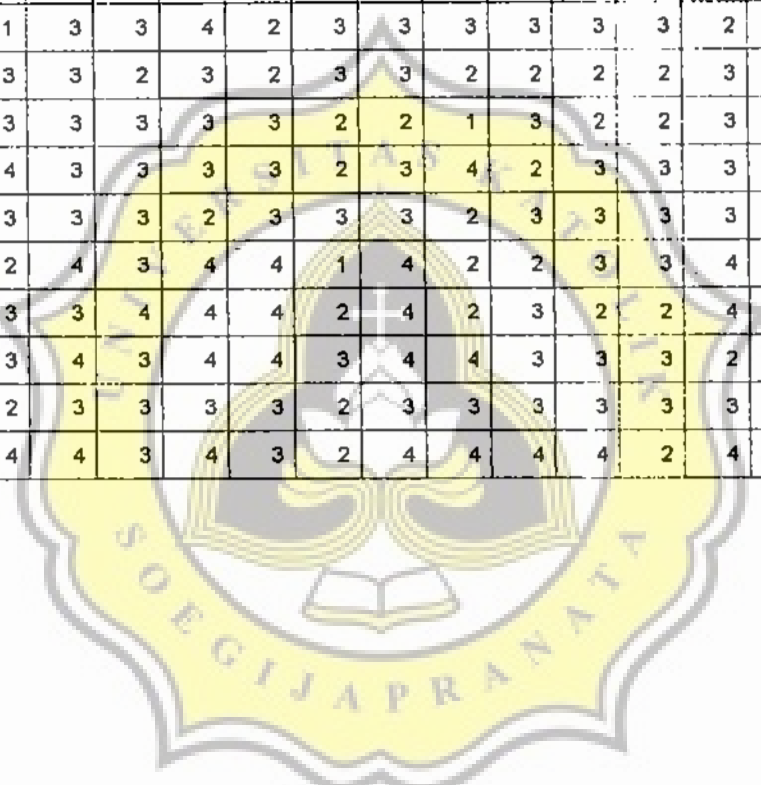 1 3 3 4 2 3 3 3 3 3 3 2
3 3 2 3 2 3 3 2 2 2 2 3
3 3 3 3 3 2 2 1 3 2 2 3
4 3 3 3 3 2 3 4 2 3 3 3
3 3 3 2 3 3 3 2 3 3 3 3
2 4 3 4 4 1 4 2 2 3 3 4
3 3 4 4 4 2 4 2 3 2 2 4
3 4 3 4 4 3 4 4 3 3 3 2
2 3 3 3 3 2 3 3 3 3 3 3
4 4 3 4 3 2 4 4 4 4 2 4
UNIVERSITAS KATOLIK
SOEGIJAPRANATA